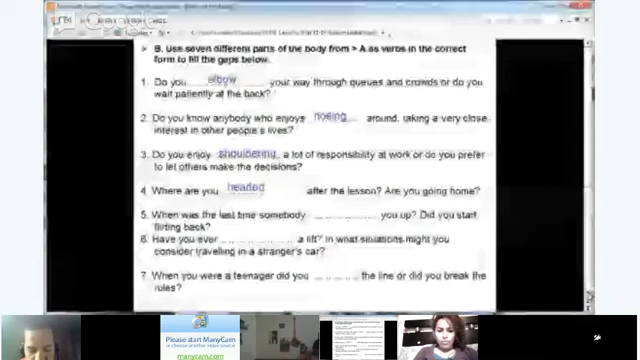 B. Use seven different parts of the body from > A as verbs in the correct
form to fill the gaps below.
1. Do you elbow your way through queues and crowds or do you
wait patiently at the back?
2. Do you know anybody who enjoys nosing around, taking a very close
interest in other people's lives?
3. Do you enjoy shouldering a lot of responsibility at work or do you prefer
to let others make the decisions?
4. Where are you headed after the lesson? Are you going home?
5. When was the last time somebody ............... you up? Did you start
flirting back?
6. Have you ever ............... a lift? In what situations might you
consider travelling in a stranger's car?
7. When you were a teenager did you ............ the line or did you break the
rules?
Please start ManyCam
manycam.com